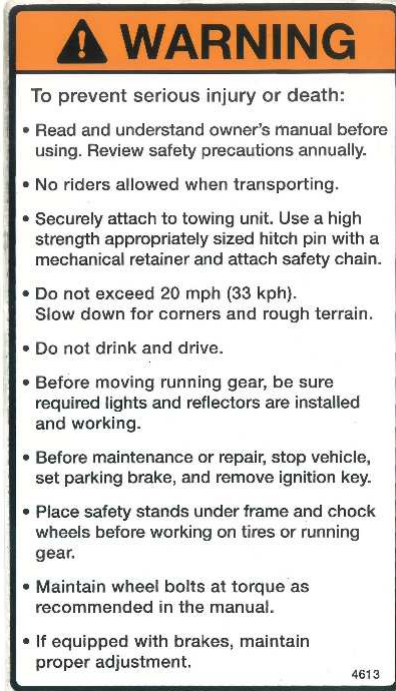 WARNING
To prevent serious injury or death:
• Read and understand owner's manual before
using. Review safety precautions annually.
• No riders allowed when transporting.
• Securely attach to towing unit. Use a high
strength appropriately sized hitch pin with a
mechanical retainer and attach safety chain.
• Do not exceed 20 mph (33 kph).
Slow down for corners and rough terrain.
• Do not drink and drive.
• Before moving running gear, be sure
required lights and reflectors are installed
and working.
• Before maintenance or repair, stop vehicle,
set parking brake, and remove ignition key.
• Place safety stands under frame and chock
wheels before working on tires or running
gear.
• Maintain wheel bolts at torque as
recommended in the manual.
• If equipped with brakes, maintain
proper adjustment.
4613